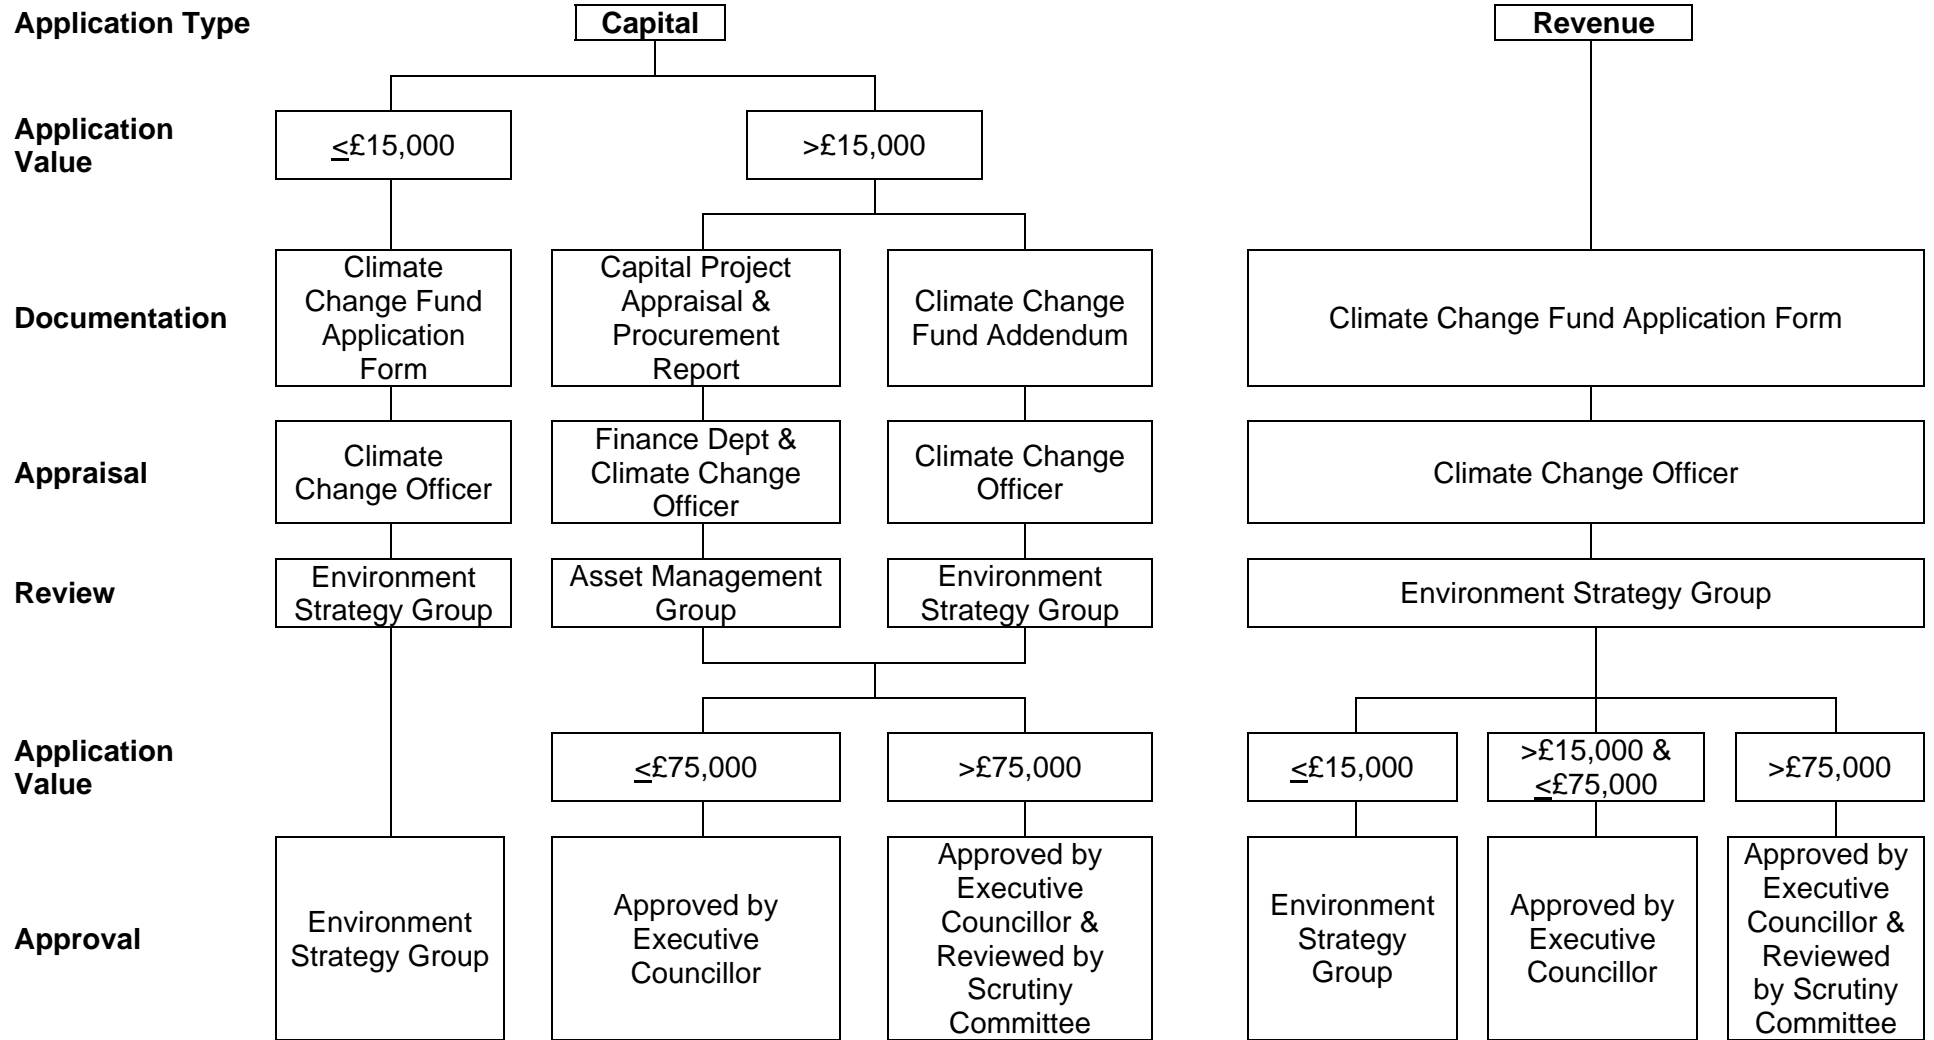 Application Type
Capital
Revenue
Application
Value
<£15,000
>£15,000
Documentation
Climate
Change Fund
Application
Form
Capital Project
Appraisal &
Procurement
Report
Climate Change
Fund Addendum
Climate Change Fund Application Form
Appraisal
Climate
Change Officer
Finance Dept &
Climate Change
Officer
Climate Change
Officer
Climate Change Officer
Review
Environment
Strategy Group
Asset Management
Group
Environment
Strategy Group
Environment Strategy Group
Application
Value
<£75,000
>£75,000
<£15,000
>£15,000 &
<£75,000
>£75,000
Approval
Environment
Strategy Group
Approved by
Executive
Councillor
Approved by
Executive
Councillor &
Reviewed by
Scrutiny
Committee
Environment
Strategy
Group
Approved by
Executive
Councillor
Approved by
Executive
Councillor &
Reviewed
by Scrutiny
Committee